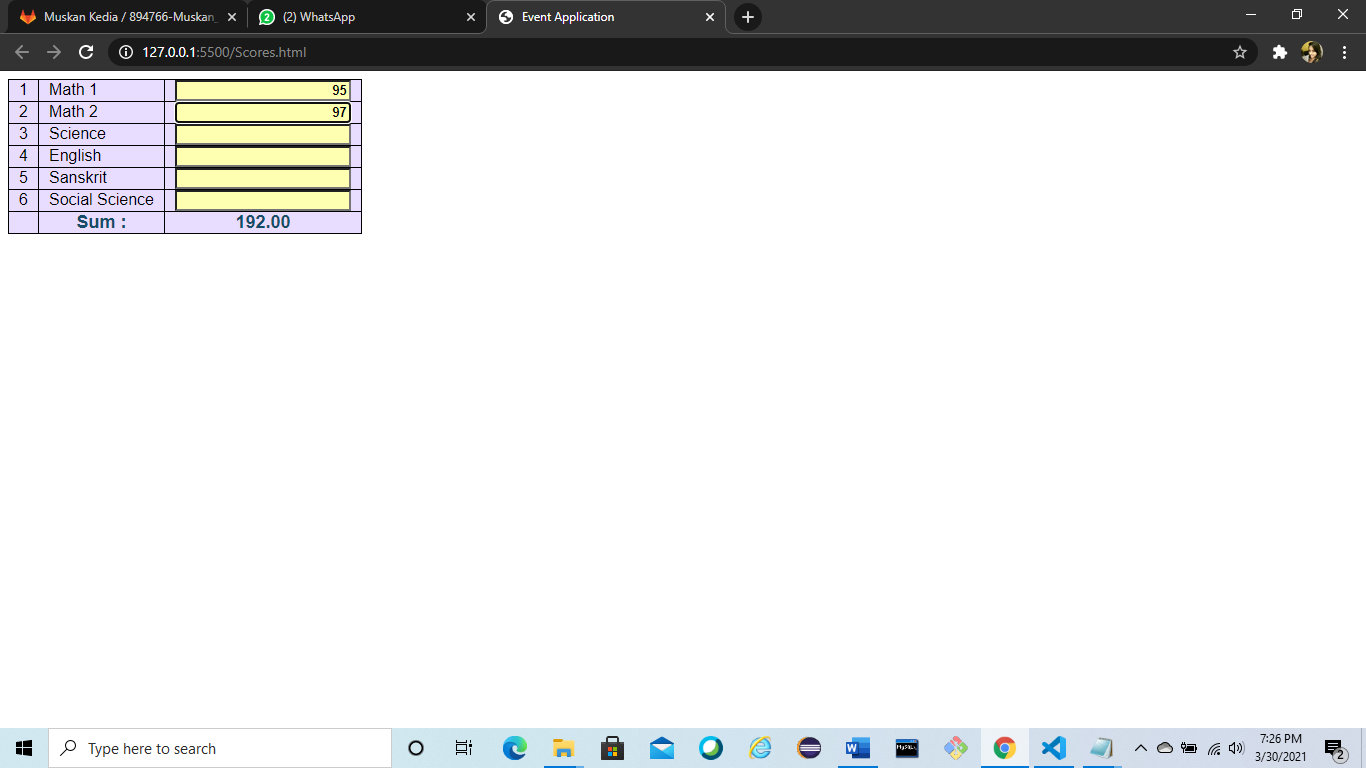 Muskan Kedia / 894766-Muskan_
2 (2) WhatsApp
Event Application
127.0.0.1:5500/Scores.html
1 Math 1 95
2 Math 2 97
3 Science
4 English
5 Sanskrit
6 Social Science
Sum : 192.00
Type here to search
7:26 PM
3/30/2021
2